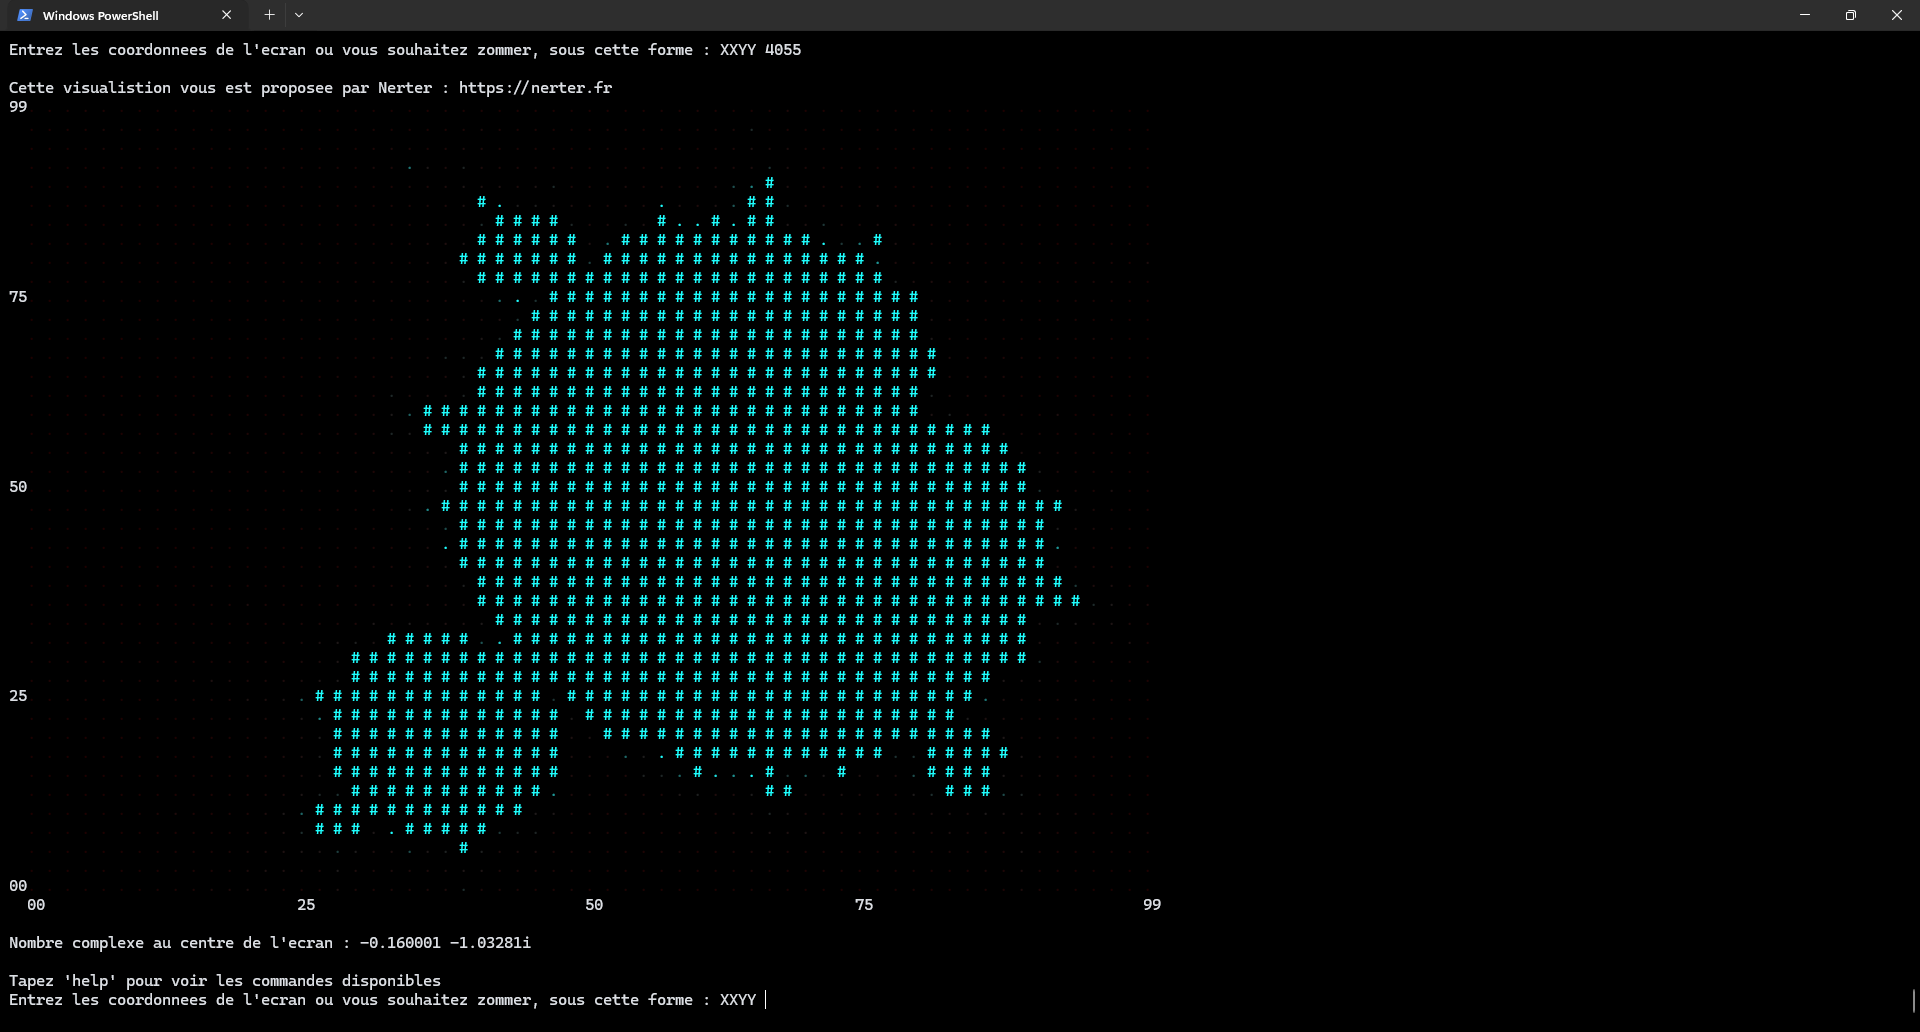 Windows PowerShell
Entrez les coordonnees de l'ecran ou vous souhaitez zommer, sous cette forme : XXYY 4055
Cette visualistion vous est proposee par Nerter : https://nerter.fr
99
75
50
25
00
00 25 50 75 99
Nombre complexe au centre de l'ecran : -0.160001 -1.03281i
Tapez 'help' pour voir les commandes disponibles
Entrez les coordonnees de l'ecran ou vous souhaitez zommer, sous cette forme : XXYY